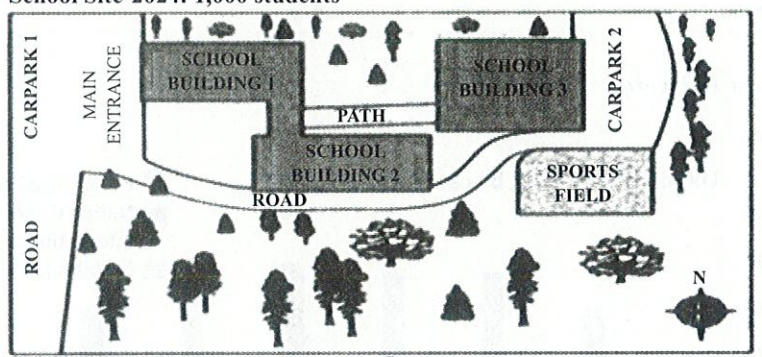 School Site 2024: 1,000 students
CARPARK 1
MAIN
ENTRANCE
SCHOOL
BUILDING 1
PATH
SCHOOL
BUILDING 2
SCHOOL
BUILDING 3
CARPARK 2
SPORTS
FIELD
ROAD
ROAD
N